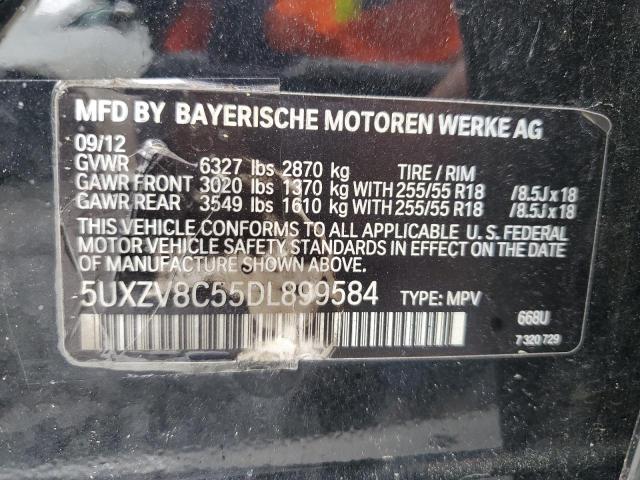 MFD BY BAYERISCHE MOTOREN WERKE AG
09/12
GVWR 6327 lbs 2870 kg TIRE / RIM
GAWR FRONT 3020 lbs 1370 kg WITH 255/55 R18 /8.5J x 18
GAWR REAR 3549 lbs 1610 kg WITH 255/55 R18 /8.5J x 18
THIS VEHICLE CONFORMS TO ALL APPLICABLE U. S. FEDERAL
MOTOR VEHICLE SAFETY STANDARDS IN EFFECT ON THE DATE OF
5UXZV8C55DL899584 TYPE: MPV
668U
7 320 729